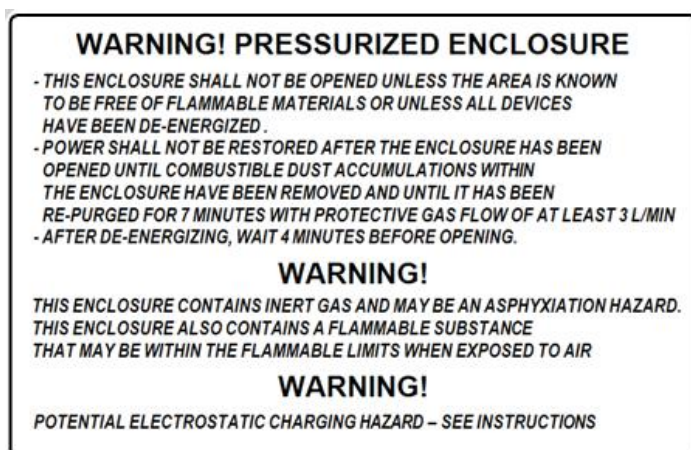 WARNING! PRESSURIZED ENCLOSURE
- THIS ENCLOSURE SHALL NOT BE OPENED UNLESS THE AREA IS KNOWN
TO BE FREE OF FLAMMABLE MATERIALS OR UNLESS ALL DEVICES
HAVE BEEN DE-ENERGIZED .
- POWER SHALL NOT BE RESTORED AFTER THE ENCLOSURE HAS BEEN
OPENED UNTIL COMBUSTIBLE DUST ACCUMULATIONS WITHIN
THE ENCLOSURE HAVE BEEN REMOVED AND UNTIL IT HAS BEEN
RE-PURGED FOR 7 MINUTES WITH PROTECTIVE GAS FLOW OF AT LEAST 3 L/MIN
- AFTER DE-ENERGIZING, WAIT 4 MINUTES BEFORE OPENING.
WARNING!
THIS ENCLOSURE CONTAINS INERT GAS AND MAY BE AN ASPHYXIATION HAZARD.
THIS ENCLOSURE ALSO CONTAINS A FLAMMABLE SUBSTANCE
THAT MAY BE WITHIN THE FLAMMABLE LIMITS WHEN EXPOSED TO AIR
WARNING!
POTENTIAL ELECTROSTATIC CHARGING HAZARD – SEE INSTRUCTIONS